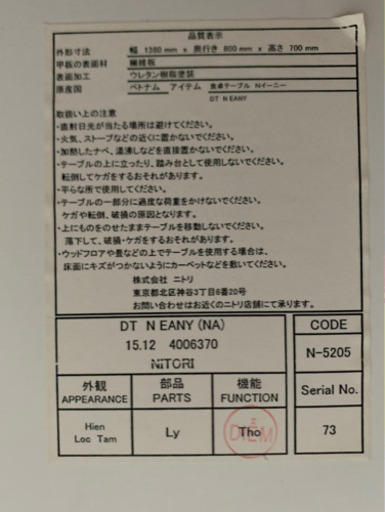 品質表示
外形寸法 幅 1380 mm x 奥行き 800 mm x 高さ 700 mm
甲板の表面材 繊維板
表面加工 ウレタン樹脂塗装
原産国 ベトナム アイテム 食卓テーブル Nイーニー
DT N EANY
取扱い上の注意
・直射日光が当たる場所は避けてください。
・火気、ストーブなどの近くに置かないでください。
・加熱したナベ、湯沸しなどを直接置かないでください。
・テーブルの上に立ったり、踏み台として使用しないでください。
転倒してケガをするおそれがあります。
・平らな所で使用してください。
・テーブルの一部分に過度な荷重をかけないでください。
ケガや転倒、破損の原因となります。
・上にものをのせたままテーブルを移動しないでください。
落下して、破損・ケガをするおそれがあります。
・ウッドフロアや畳などの上でテーブルを使用する場合は、
床面にキズがつかないようにカーペットなどを敷いてください。
株式会社 ニトリ
東京都北区神谷3丁目6番20号
お問い合わせはお近くのニトリ店舗にて承ります。
DT N EANY (NA)
15.12 4006370
NITORI
CODE
N-5205
外観 APPEARANCE
部品 PARTS
機能 FUNCTION
Serial No.
Hien Loc Tam
Ly
Tho
DIEM
73